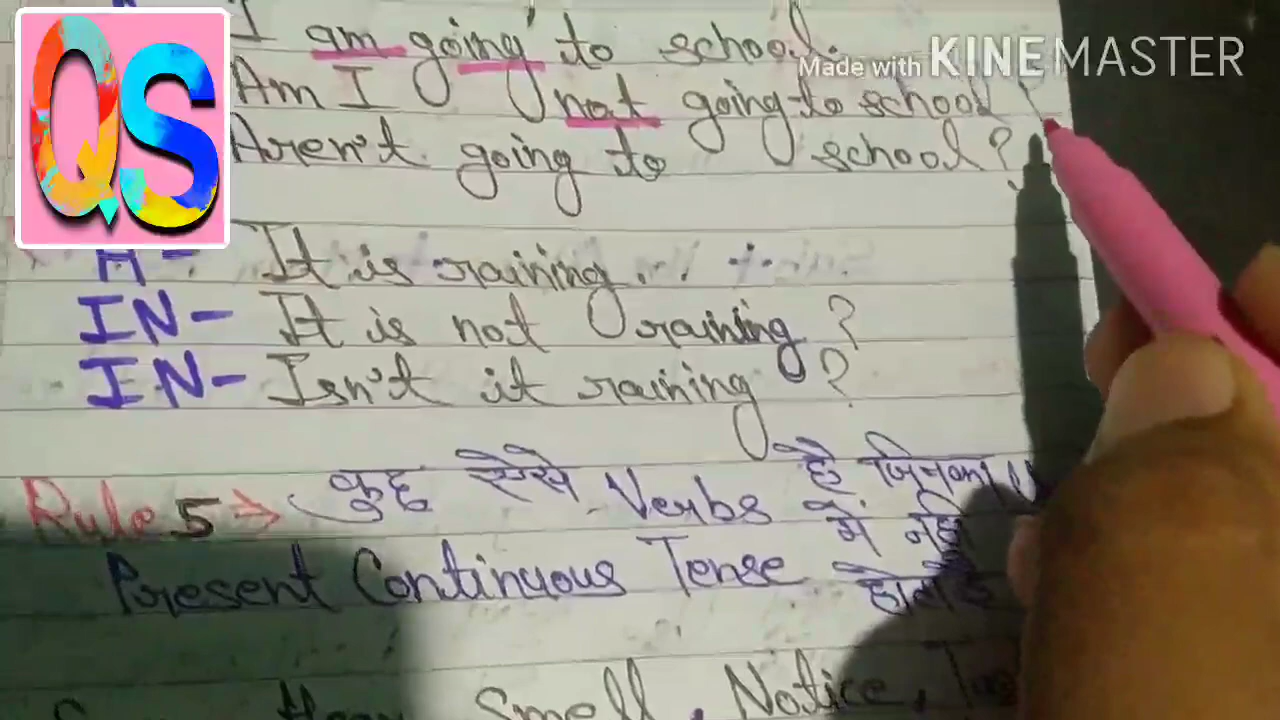 QS
Made with KINEMASTER
I am going to school.
Am I not going to school ?
Aren't going to school ?
A - It is raining.
IN - It is not raining ?
IN - Isn't it raining ?
Rule 5 → कुछ ऐसे Verbs है जिनका
Present Continuous Tense में नही होता है
Smell, Notice,